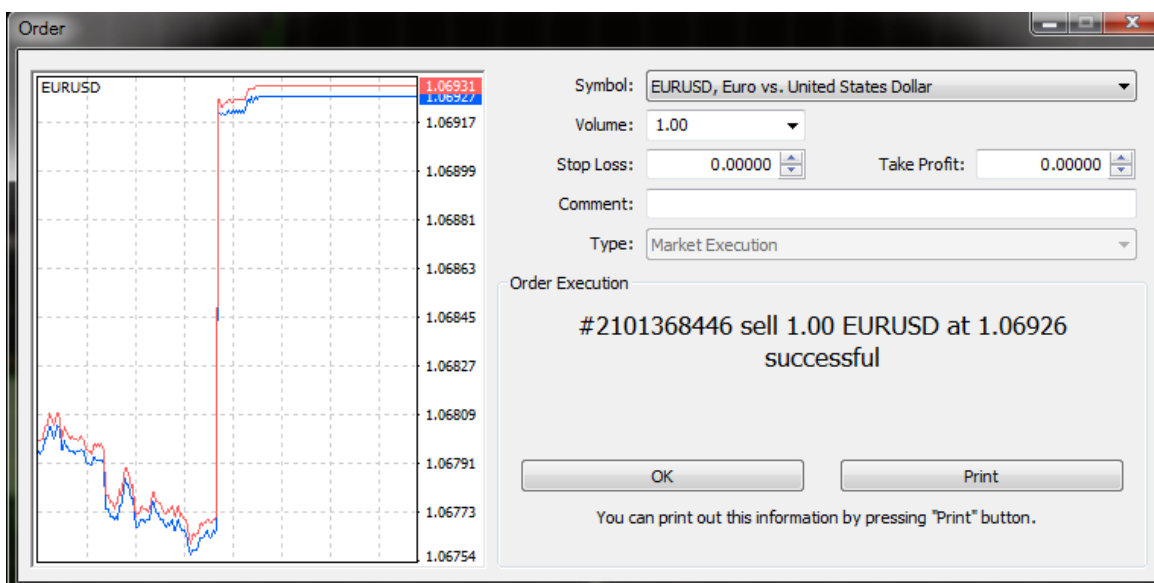 Order
EURUSD
1.06931
1.06927
1.06917
1.06899
1.06881
1.06863
1.06845
1.06827
1.06809
1.06791
1.06773
1.06754
Symbol: EURUSD, Euro vs. United States Dollar
Volume: 1.00
Stop Loss: 0.00000 Take Profit: 0.00000
Comment:
Type: Market Execution
Order Execution
#2101368446 sell 1.00 EURUSD at 1.06926
successful
OK Print
You can print out this information by pressing "Print" button.